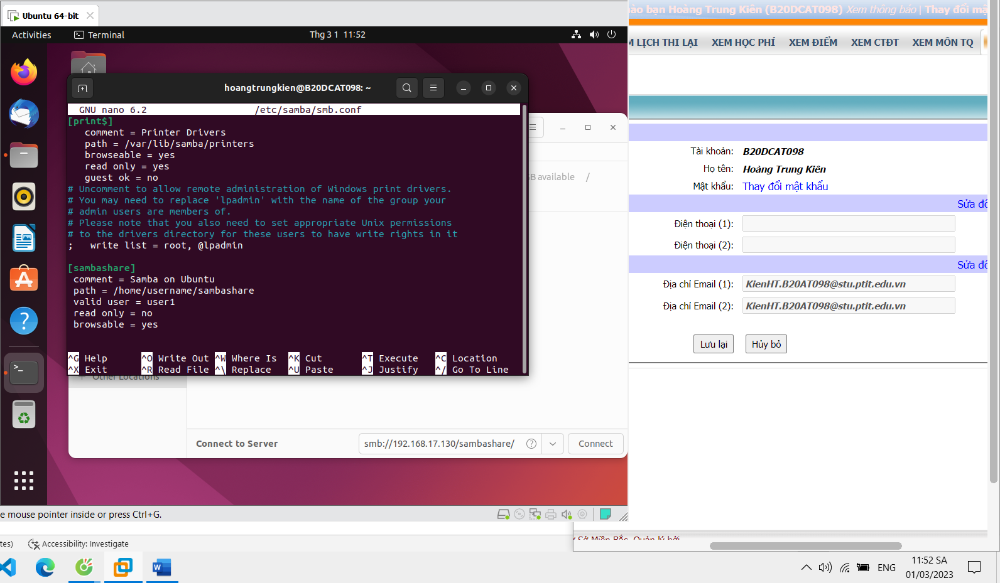 Ubuntu 64-bit
Activities
Terminal
Thg 3 1 11:52
hoangtrungkien@B20DCAT098: ~
GNU nano 6.2 /etc/samba/smb.conf
[print$]
comment = Printer Drivers
path = /var/lib/samba/printers
browseable = yes
read only = yes
guest ok = no
# Uncomment to allow remote administration of Windows print drivers.
# You may need to replace 'lpadmin' with the name of the group your
# admin users are members of.
# Please note that you also need to set appropriate Unix permissions
# to the drivers directory for these users to have write rights in it
; write list = root, @lpadmin
[sambashare]
comment = Samba on Ubuntu
path = /home/username/sambashare
valid user = user1
read only = no
browsable = yes
^G Help ^O Write Out ^W Where Is ^K Cut ^T Execute ^C Location
^X Exit ^R Read File ^\ Replace ^U Paste ^J Justify ^/ Go To Line
GB available /
Other Locations
Connect to Server
smb://192.168.17.130/sambashare/
Connect
e mouse pointer inside or press Ctrl+G.
tes)
Accessibility: Investigate
ào bạn Hoàng Trung Kiên (B20DCAT098) Xem thông báo | Thay đổi mậ
M LỊCH THI LẠI XEM HỌC PHÍ XEM ĐIỂM XEM CTĐT XEM MÔN TQ
Tài khoản: B20DCAT098
Họ tên: Hoàng Trung Kiên
Mật khẩu: Thay đổi mật khẩu
Sửa đổ
Điện thoại (1):
Điện thoại (2):
Sửa đổ
Địa chỉ Email (1): KienHT.B20AT098@stu.ptit.edu.vn
Địa chỉ Email (2): KienHT.B20AT098@stu.ptit.edu.vn
Lưu lại
Hủy bỏ
Sở Miền Bắc. Quản lý bởi
ENG
11:52 SA
01/03/2023